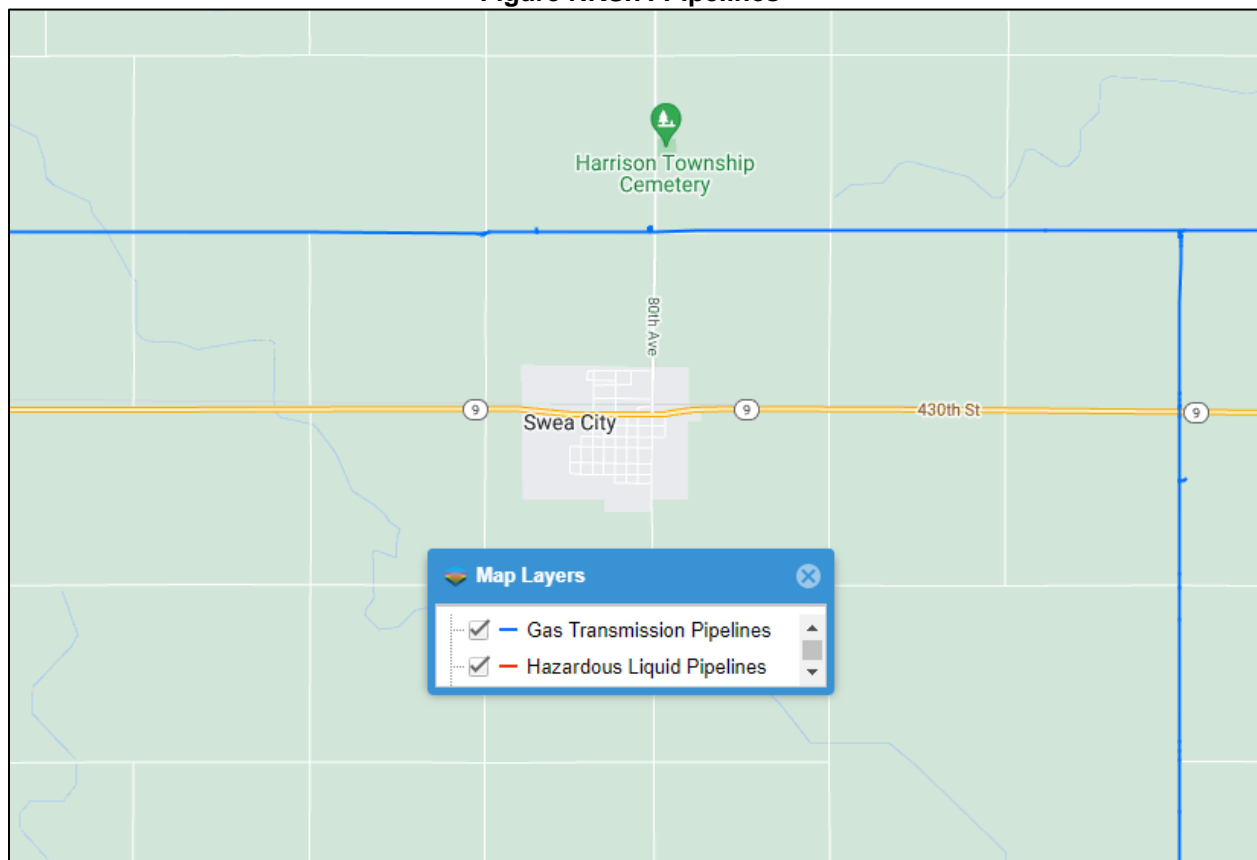 Harrison Township
Cemetery
80th Ave
9
9
430th St
9
Swea City
Map Layers
Gas Transmission Pipelines
Hazardous Liquid Pipelines